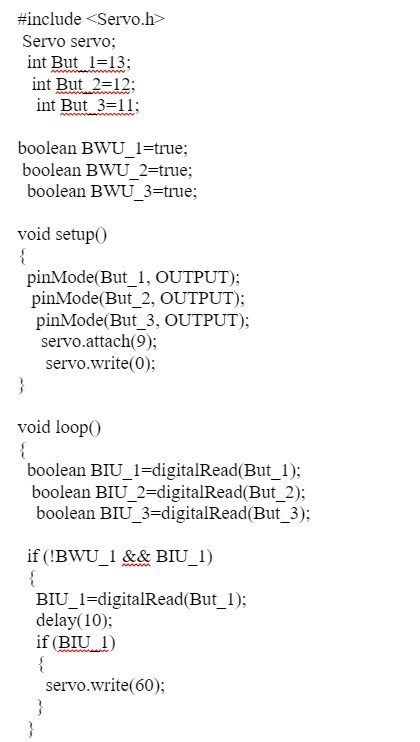 #include <Servo.h>
Servo servo;
int But_1=13;
int But_2=12;
int But_3=11;
boolean BWU_1=true;
boolean BWU_2=true;
boolean BWU_3=true;
void setup()
{
pinMode(But_1, OUTPUT);
pinMode(But_2, OUTPUT);
pinMode(But_3, OUTPUT);
servo.attach(9);
servo.write(0);
}
void loop()
{
boolean BIU_1=digitalRead(But_1);
boolean BIU_2=digitalRead(But_2);
boolean BIU_3=digitalRead(But_3);
if (!BWU_1 && BIU_1)
{
BIU_1=digitalRead(But_1);
delay(10);
if (BIU_1)
{
servo.write(60);
}
}